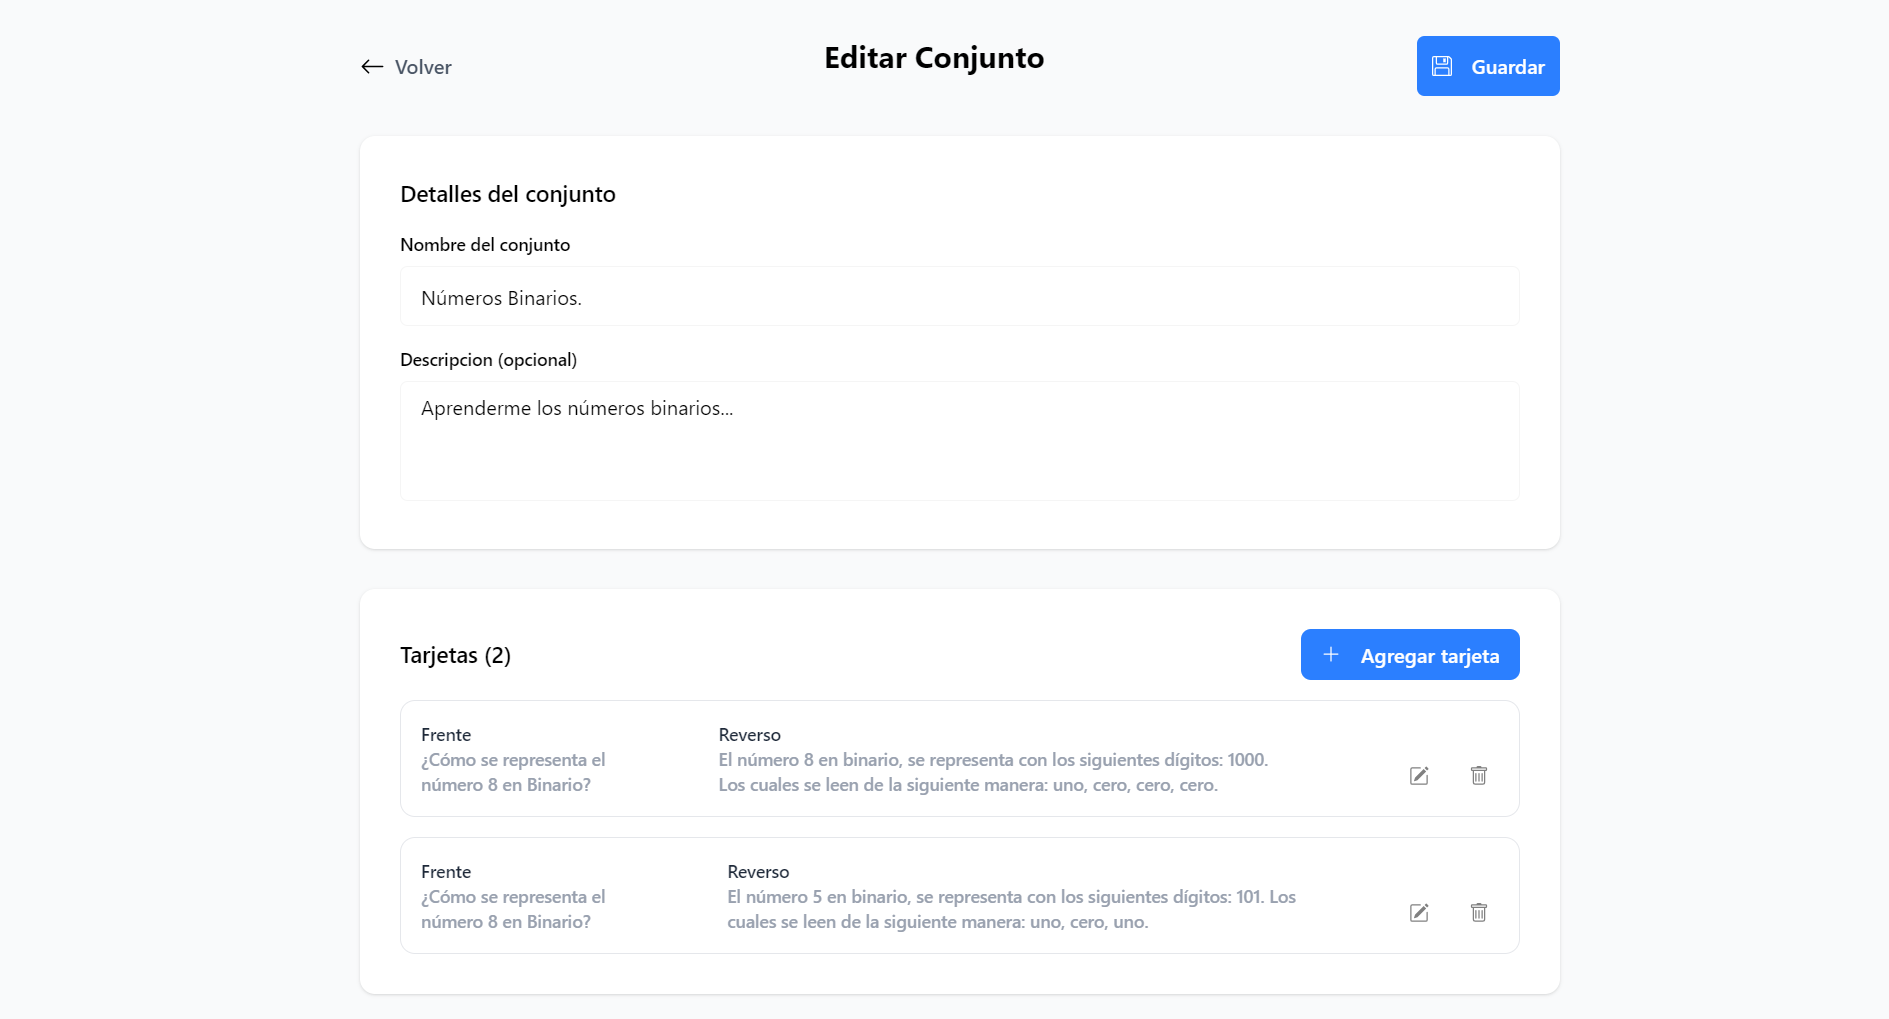 Volver
Editar Conjunto
Guardar
Detalles del conjunto
Nombre del conjunto
Números Binarios.
Descripcion (opcional)
Aprenderme los números binarios...
Tarjetas (2)
Agregar tarjeta
Frente
¿Cómo se representa el
número 8 en Binario?
Reverso
El número 8 en binario, se representa con los siguientes dígitos: 1000.
Los cuales se leen de la siguiente manera: uno, cero, cero, cero.
Frente
¿Cómo se representa el
número 8 en Binario?
Reverso
El número 5 en binario, se representa con los siguientes dígitos: 101. Los
cuales se leen de la siguiente manera: uno, cero, uno.